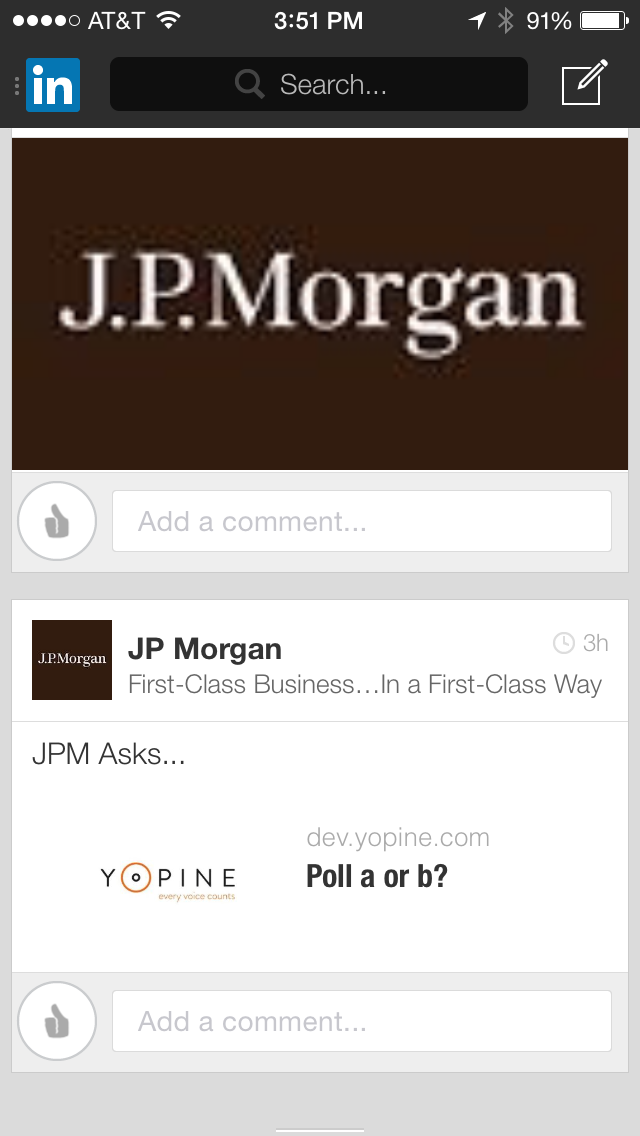 AT&T 3:51 PM 91%
in Search...
J.P.Morgan
Add a comment...
J.P.Morgan JP Morgan 3h
First-Class Business...In a First-Class Way
JPM Asks...
dev.yopine.com
YOPINE Poll a or b?
every voice counts
Add a comment...